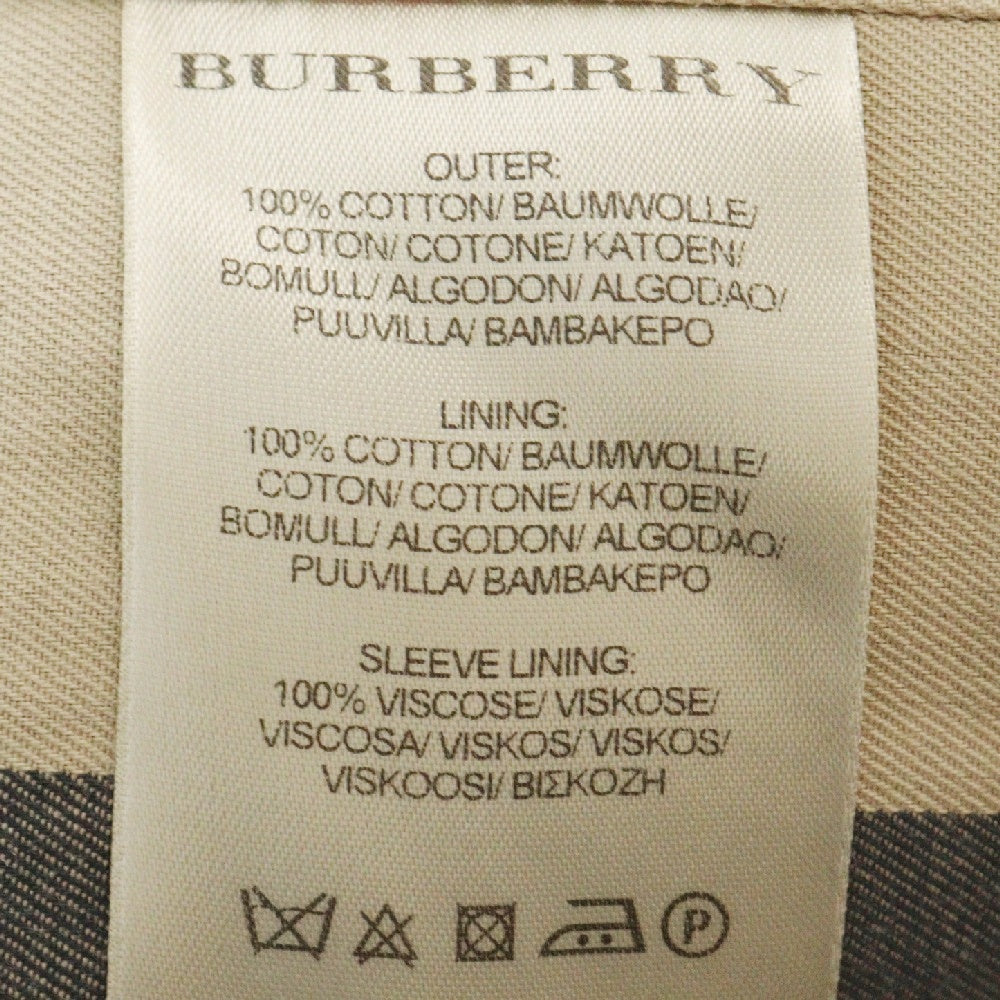 BURBERRY
OUTER:
100% COTTON/ BAUMWOLLE/
COTON/ COTONE/ KATOEN/
BOMULL/ ALGODON/ ALGODAO/
PUUVILLA/ BAMBAKEPO
LINING:
100% COTTON/ BAUMWOLLE/
COTON/ COTONE/ KATOEN/
BOMULL/ ALGODON/ ALGODAO/
PUUVILLA/ BAMBAKEPO
SLEEVE LINING:
100% VISCOSE/ VISKOSE/
VISCOSA/ VISKOS/ VISKOS/
VISKOOSI/ ΒΙΣΚΟΖΗ
P